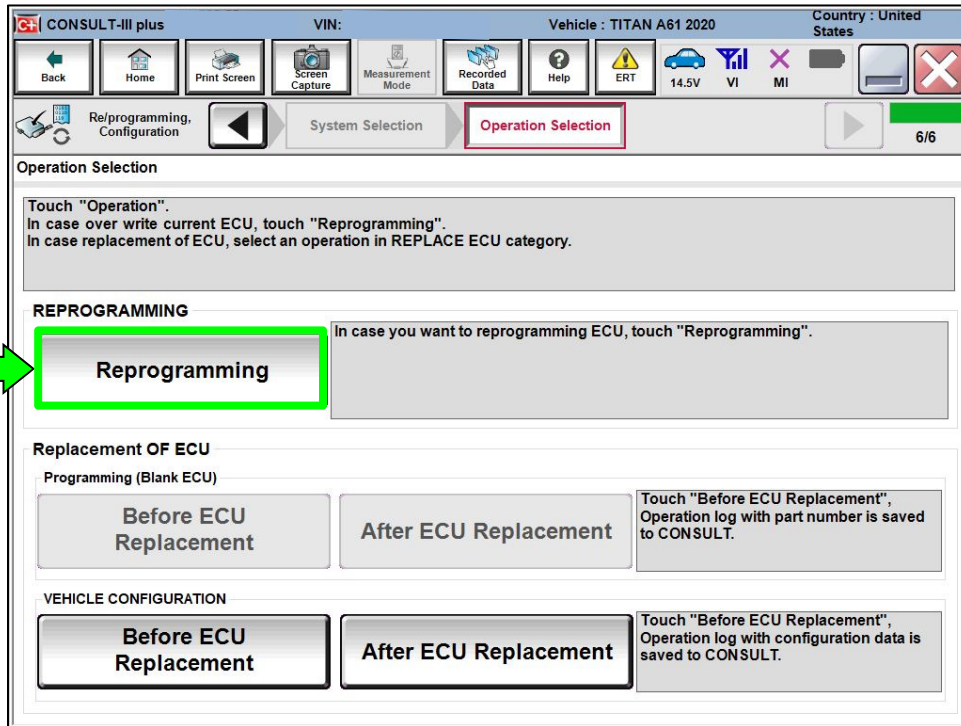 C+ CONSULT-III plus
VIN:
Vehicle : TITAN A61 2020
Country : United
States
Back
Home
Print Screen
Screen
Capture
Measurement
Mode
Recorded
Data
Help
ERT
14.5V
VI
MI
Re/programming,
Configuration
System Selection
Operation Selection
6/6
Operation Selection
Touch "Operation".
In case over write current ECU, touch "Reprogramming".
In case replacement of ECU, select an operation in REPLACE ECU category.
REPROGRAMMING
Reprogramming
In case you want to reprogramming ECU, touch "Reprogramming".
Replacement OF ECU
Programming (Blank ECU)
Before ECU
Replacement
After ECU Replacement
Touch "Before ECU Replacement",
Operation log with part number is saved
to CONSULT.
VEHICLE CONFIGURATION
Before ECU
Replacement
After ECU Replacement
Touch "Before ECU Replacement",
Operation log with configuration data is
saved to CONSULT.